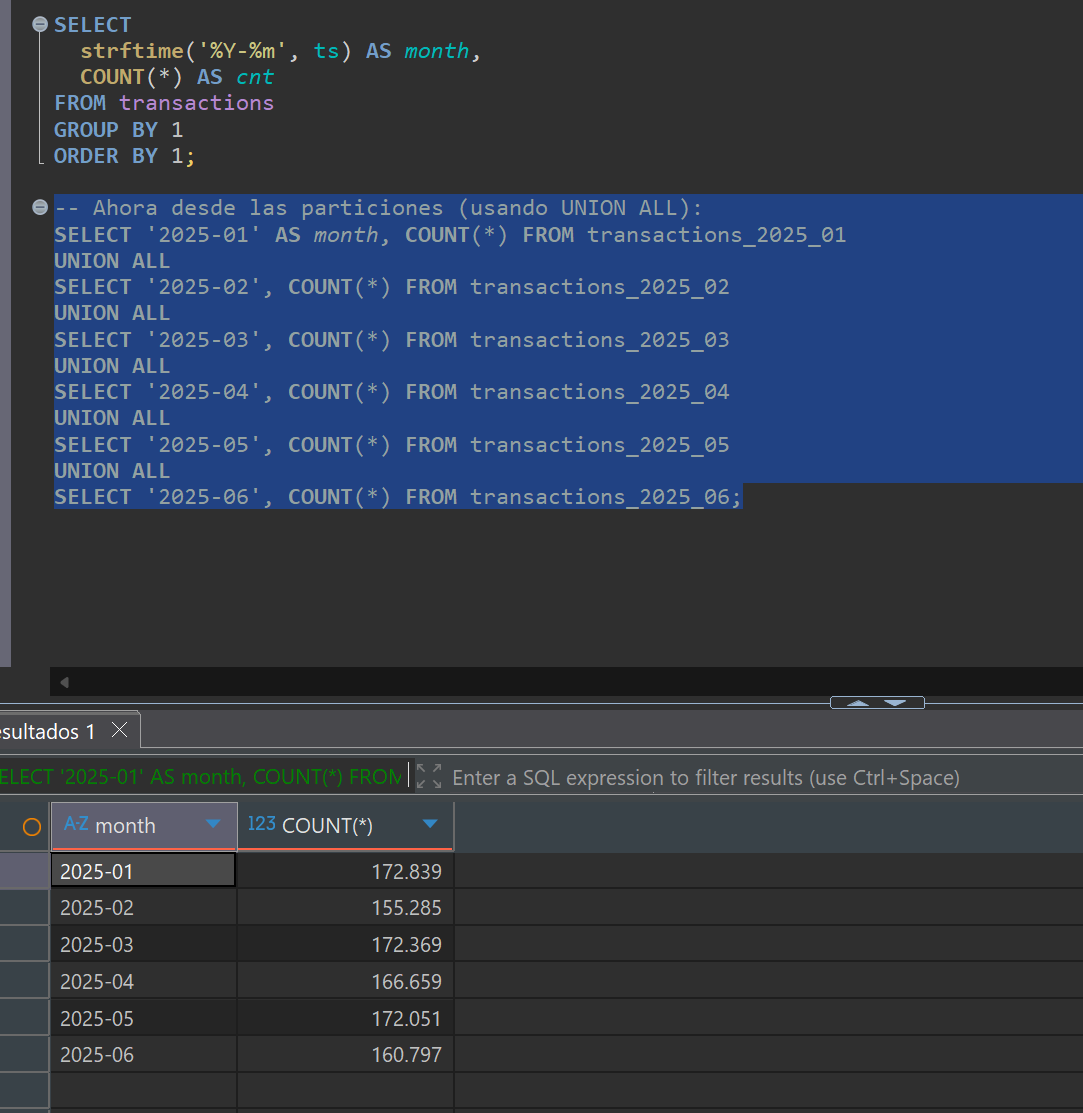 SELECT
strftime('%Y-%m', ts) AS month,
COUNT(*) AS cnt
FROM transactions
GROUP BY 1
ORDER BY 1;
-- Ahora desde las particiones (usando UNION ALL):
SELECT '2025-01' AS month, COUNT(*) FROM transactions_2025_01
UNION ALL
SELECT '2025-02', COUNT(*) FROM transactions_2025_02
UNION ALL
SELECT '2025-03', COUNT(*) FROM transactions_2025_03
UNION ALL
SELECT '2025-04', COUNT(*) FROM transactions_2025_04
UNION ALL
SELECT '2025-05', COUNT(*) FROM transactions_2025_05
UNION ALL
SELECT '2025-06', COUNT(*) FROM transactions_2025_06;
esultados 1
ELECT '2025-01' AS month, COUNT(*) FROM Enter a SQL expression to filter results (use Ctrl+Space)
A-Z month 123 COUNT(*)
2025-01 172.839
2025-02 155.285
2025-03 172.369
2025-04 166.659
2025-05 172.051
2025-06 160.797